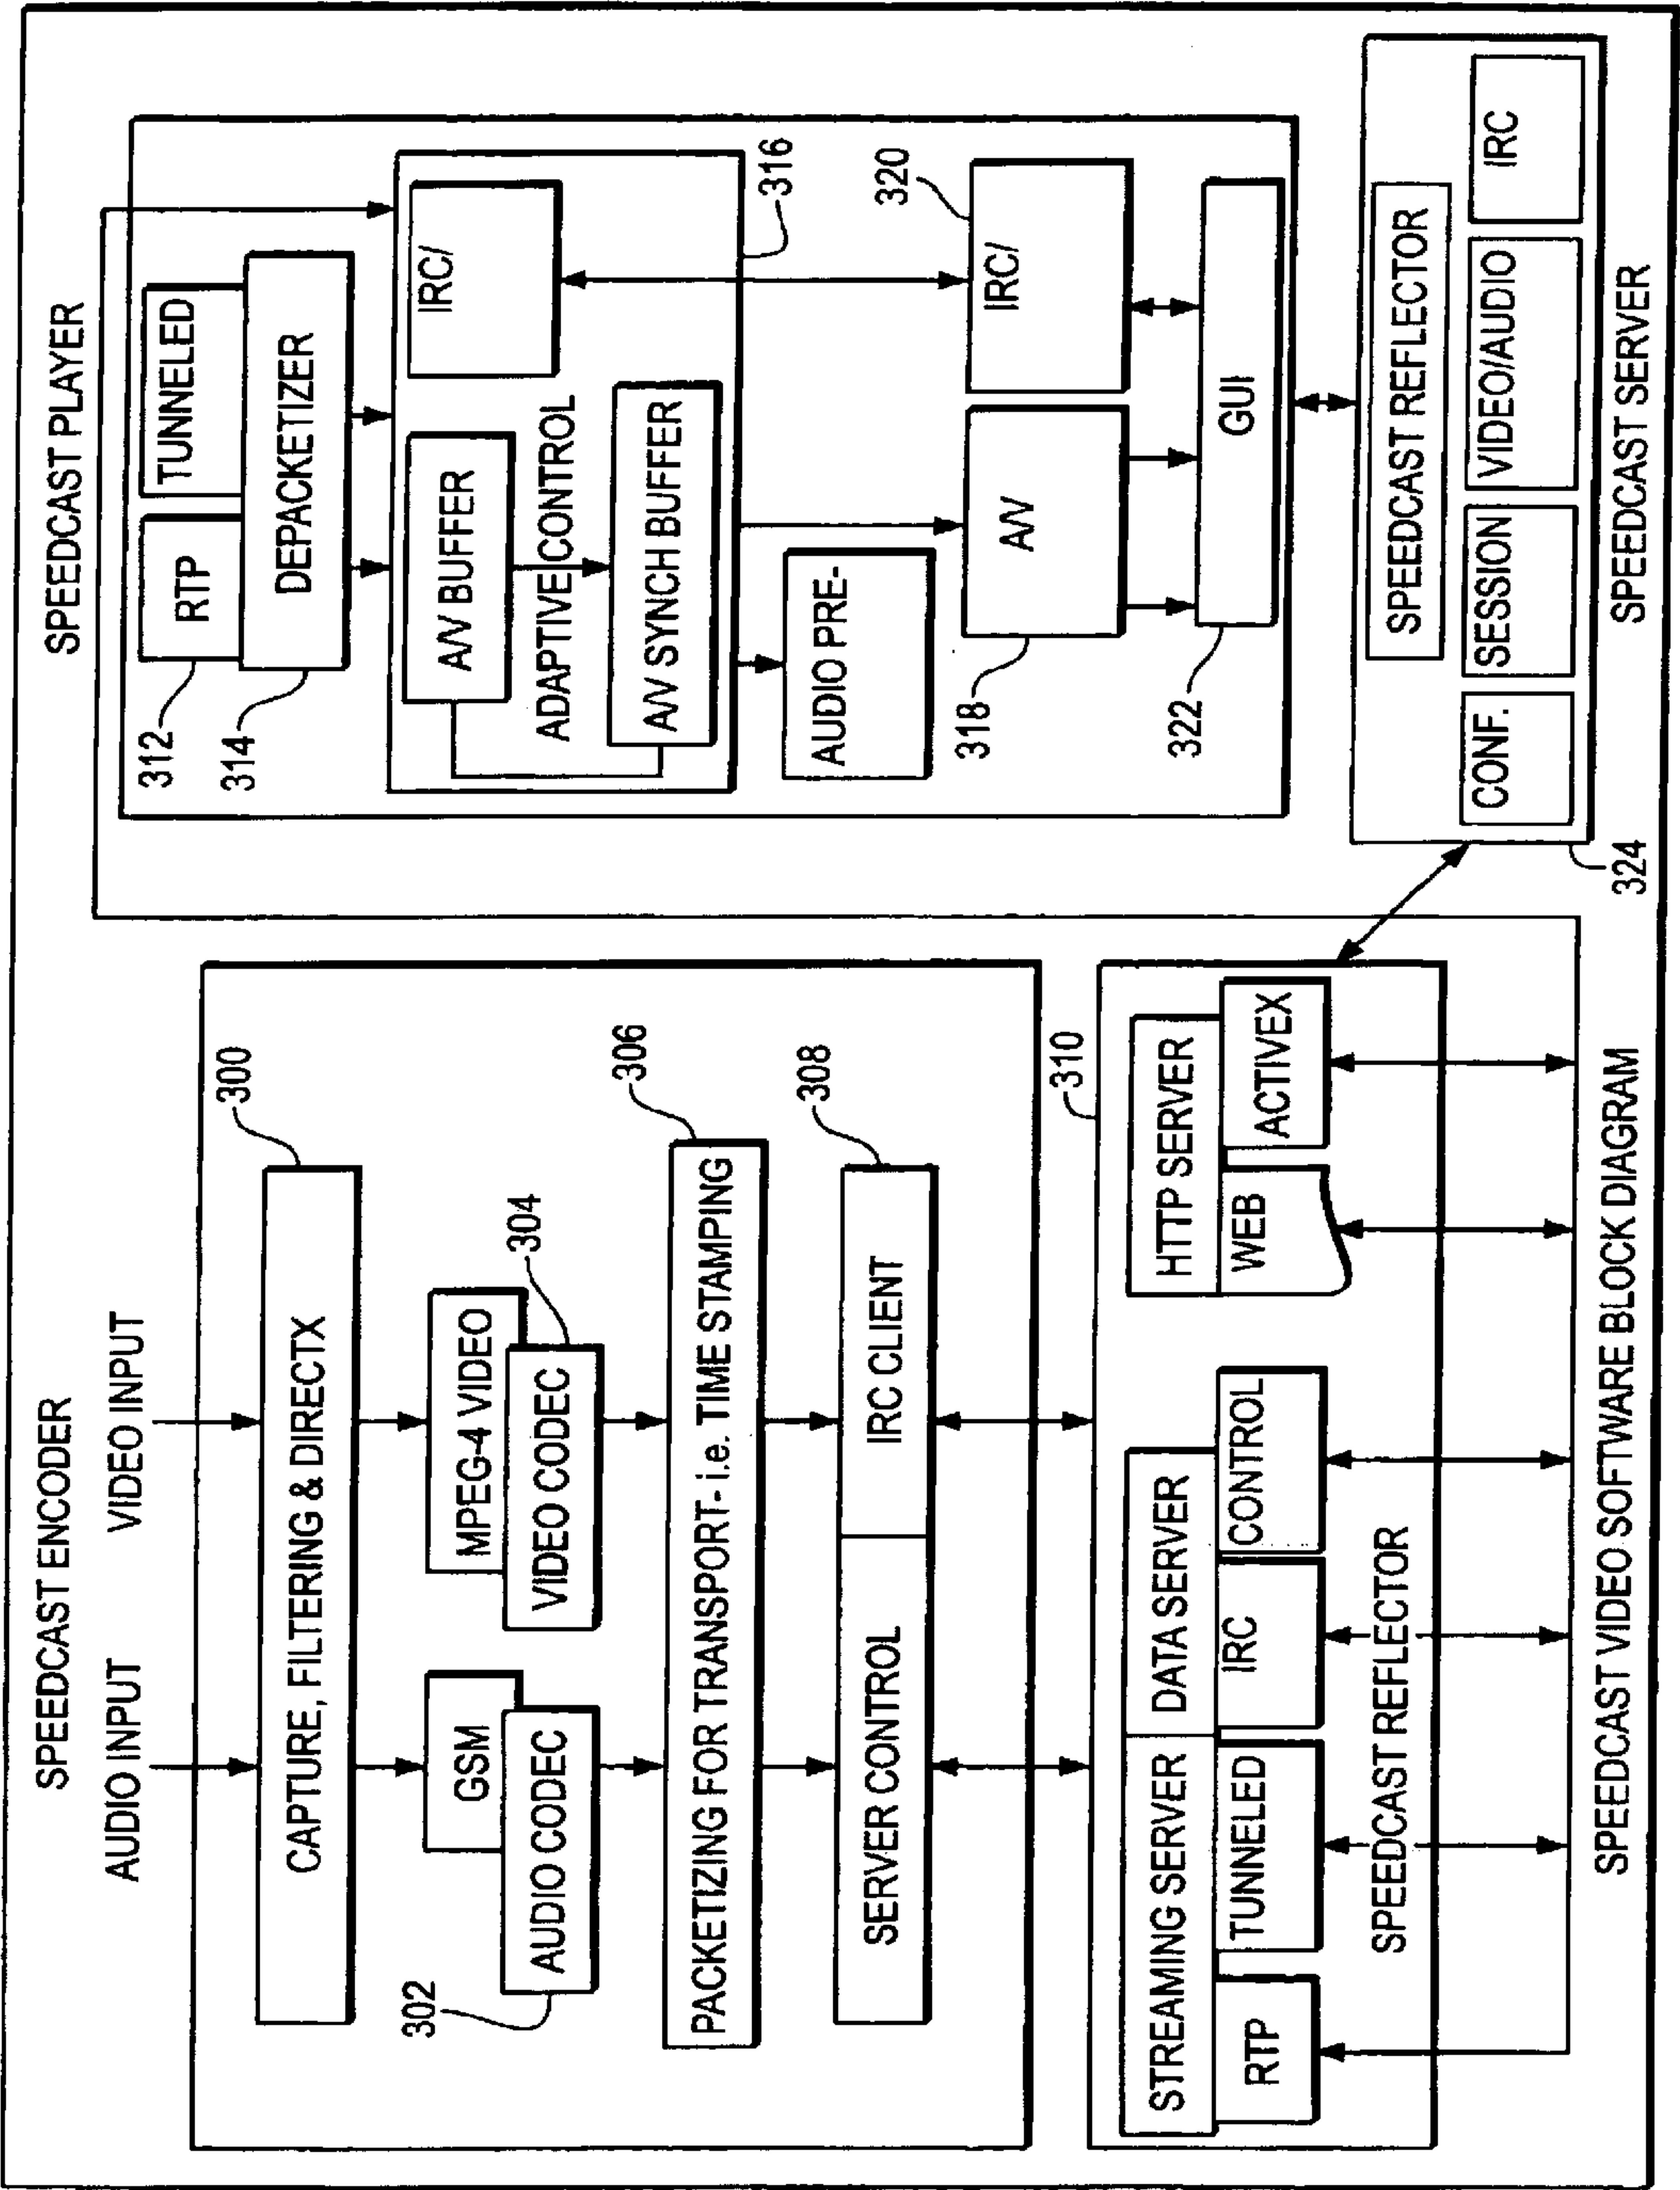 SPEEDCAST ENCODER
AUDIO INPUT
VIDEO INPUT
300
CAPTURE, FILTERING & DIRECTX
GSM
AUDIO CODEC
302
MPEG-4 VIDEO
VIDEO CODEC
304
306
PACKETIZING FOR TRANSPORT- i.e. TIME STAMPING
308
SERVER CONTROL
IRC CLIENT
310
STREAMING SERVER
DATA SERVER
RTP
TUNNELED
IRC
CONTROL
HTTP SERVER
WEB
ACTIVEX
SPEEDCAST REFLECTOR
SPEEDCAST PLAYER
RTP
TUNNELED
312
DEPACKETIZER
314
A/V BUFFER
IRC/
ADAPTIVE CONTROL
A/V SYNCH BUFFER
316
AUDIO PRE-
A/V
318
IRC/
320
GUI
322
SPEEDCAST REFLECTOR
CONF.
SESSION
VIDEO/AUDIO
IRC
324
SPEEDCAST SERVER
SPEEDCAST VIDEO SOFTWARE BLOCK DIAGRAM